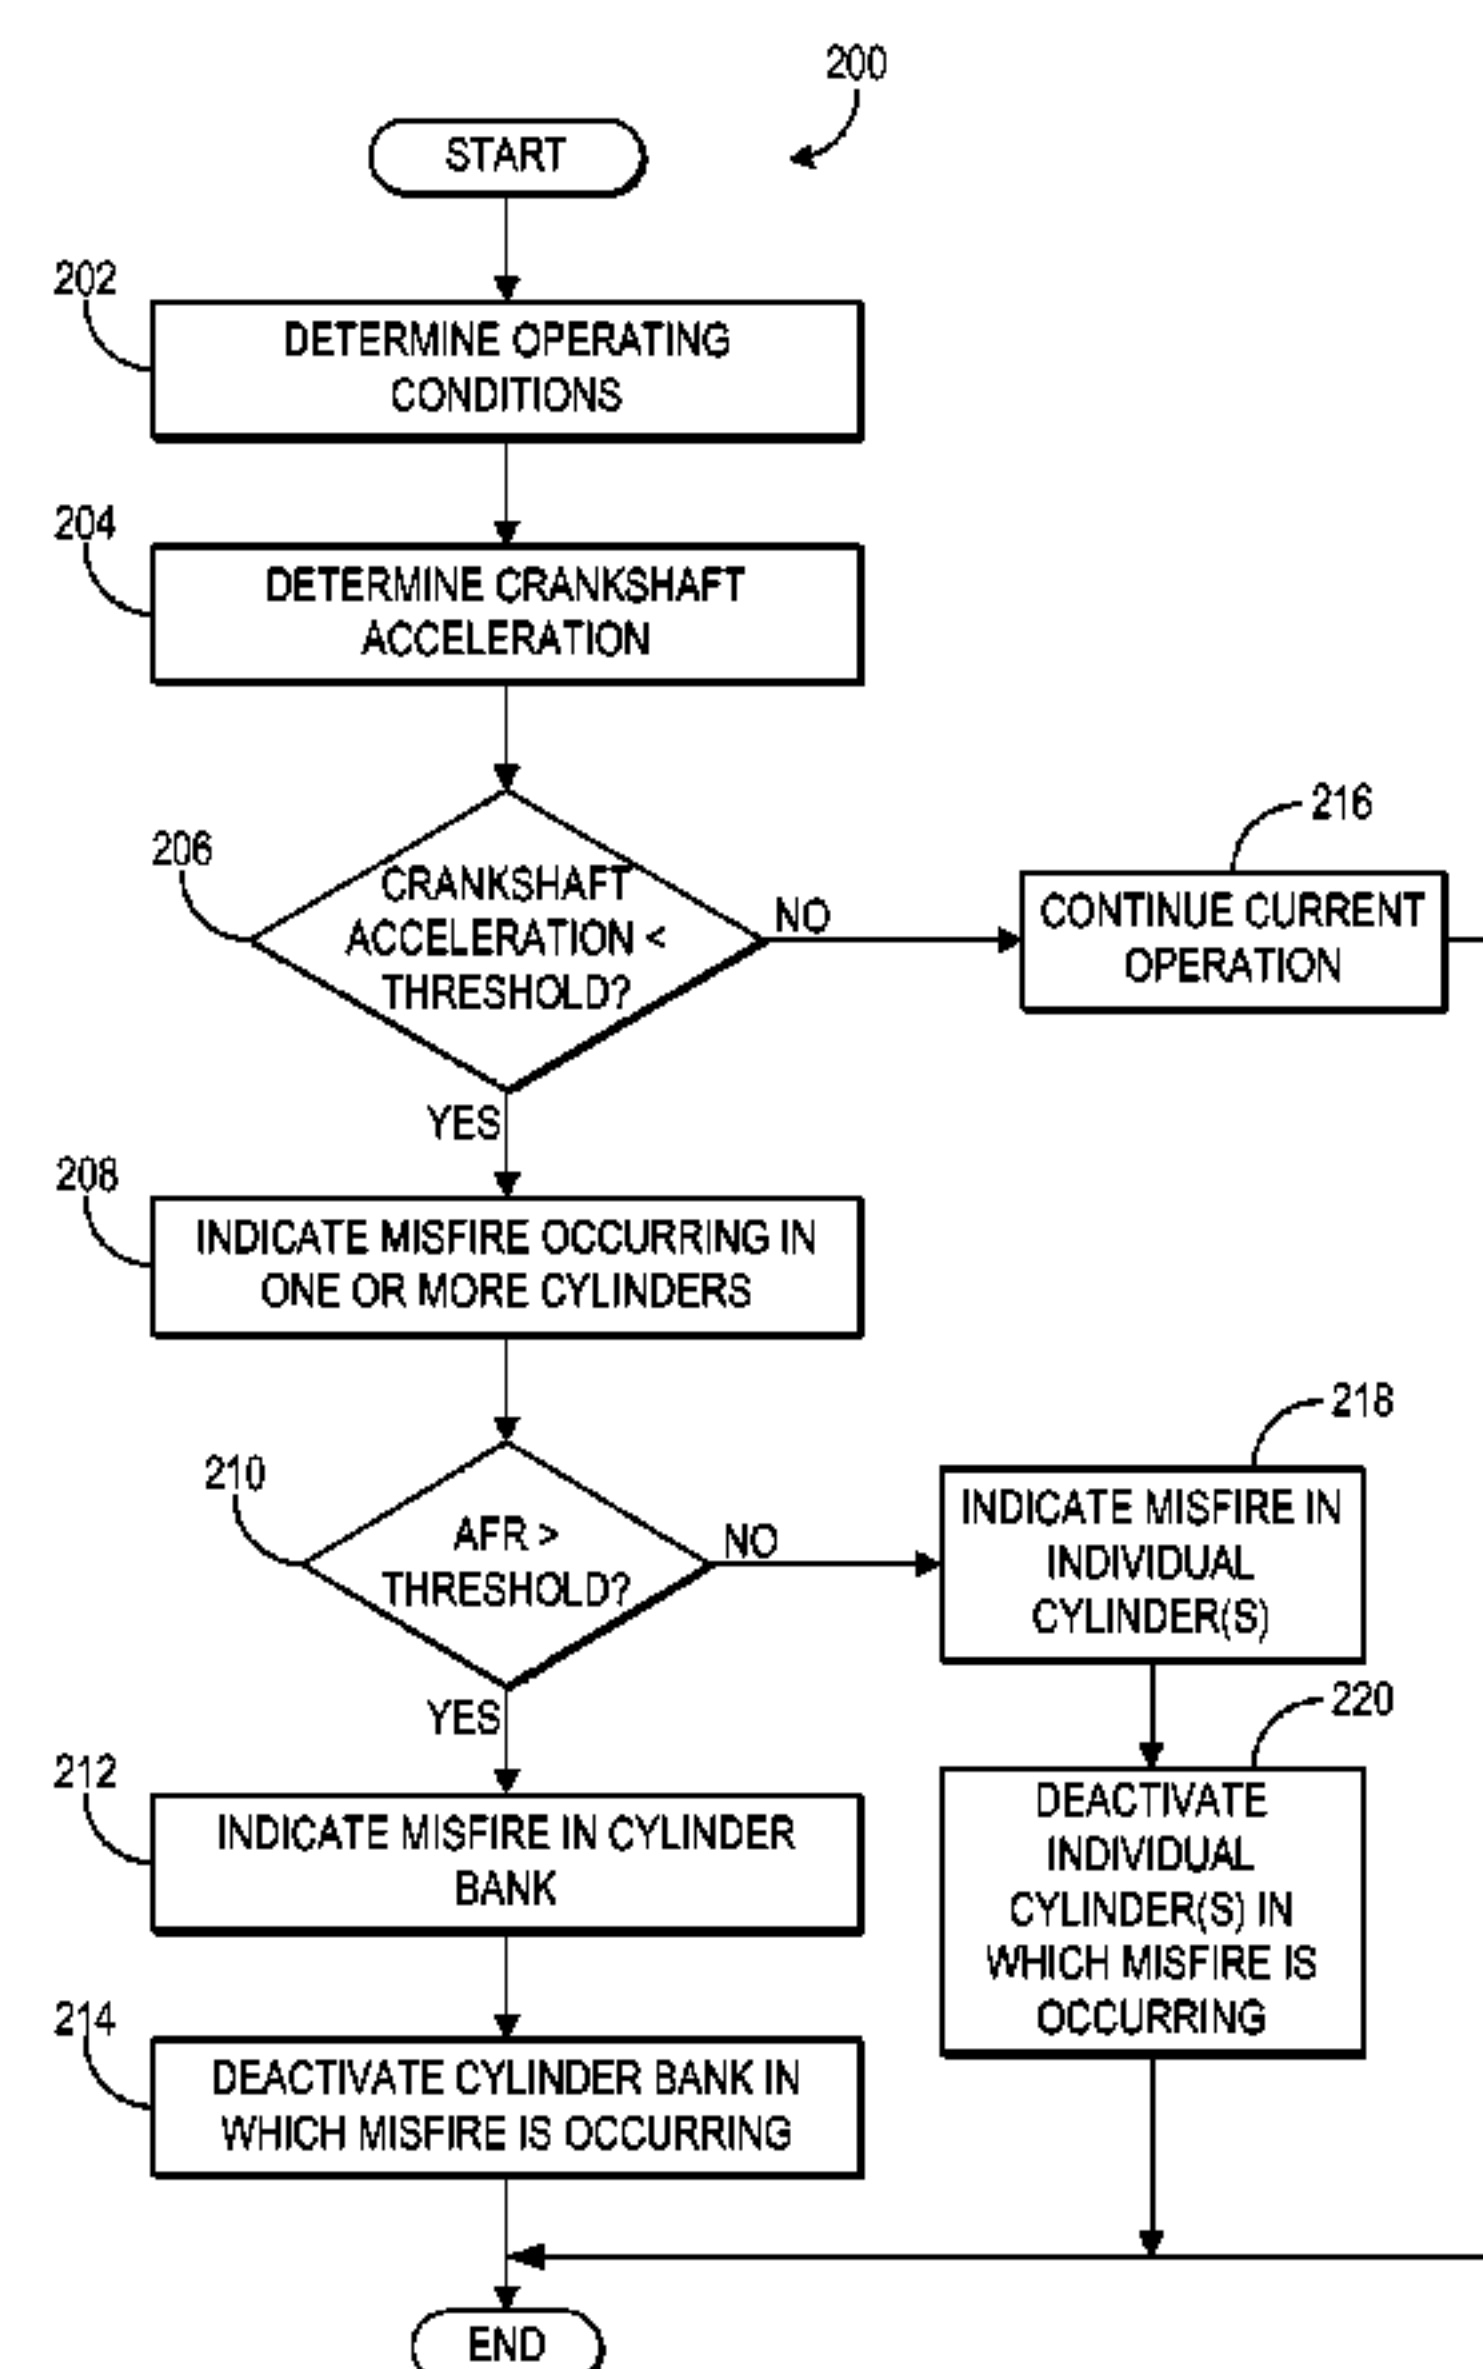 200
START
202
DETERMINE OPERATING
CONDITIONS
204
DETERMINE CRANKSHAFT
ACCELERATION
206
CRANKSHAFT
ACCELERATION <
THRESHOLD?
NO
216
CONTINUE CURRENT
OPERATION
YES
208
INDICATE MISFIRE OCCURRING IN
ONE OR MORE CYLINDERS
210
AFR >
THRESHOLD?
NO
218
INDICATE MISFIRE IN
INDIVIDUAL
CYLINDER(S)
YES
220
DEACTIVATE
INDIVIDUAL
CYLINDER(S) IN
WHICH MISFIRE IS
OCCURRING
212
INDICATE MISFIRE IN CYLINDER
BANK
214
DEACTIVATE CYLINDER BANK IN
WHICH MISFIRE IS OCCURRING
END